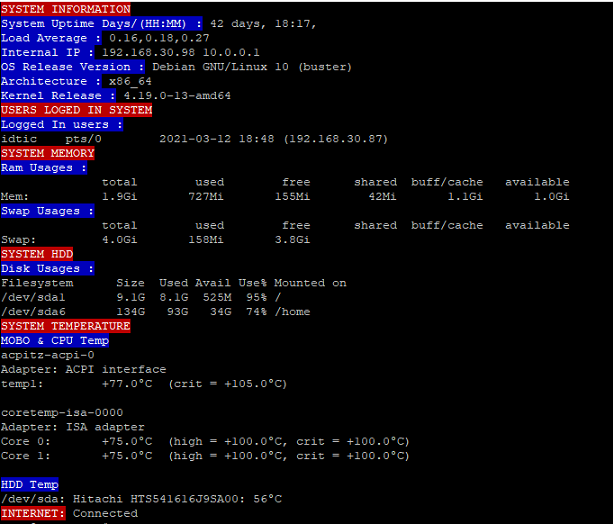 SYSTEM INFORMATION
System Uptime Days/(HH:MM) : 42 days, 18:17,
Load Average : 0.16,0.18,0.27
Internal IP : 192.168.30.98 10.0.0.1
OS Release Version : Debian GNU/Linux 10 (buster)
Architecture : x86_64
Kernel Release : 4.19.0-13-amd64
USERS LOGED IN SYSTEM
Logged In users :
idtic    pts/0        2021-03-12 18:48 (192.168.30.87)
SYSTEM MEMORY
Ram Usages :
              total        used        free      shared  buff/cache   available
Mem:          1.9Gi       727Mi       155Mi        42Mi       1.1Gi       1.0Gi
Swap Usages :
              total        used        free      shared  buff/cache   available
Swap:         4.0Gi       158Mi       3.8Gi
SYSTEM HDD
Disk Usages :
Filesystem      Size  Used Avail Use% Mounted on
/dev/sda1       9.1G  8.1G  525M  95% /
/dev/sda6       134G   93G   34G  74% /home
SYSTEM TEMPERATURE
MOBO & CPU Temp
acpitz-acpi-0
Adapter: ACPI interface
temp1:        +77.0°C  (crit = +105.0°C)
coretemp-isa-0000
Adapter: ISA adapter
Core 0:       +75.0°C  (high = +100.0°C, crit = +100.0°C)
Core 1:       +75.0°C  (high = +100.0°C, crit = +100.0°C)
HDD Temp
/dev/sda: Hitachi HTS541616J9SA00: 56°C
INTERNET: Connected